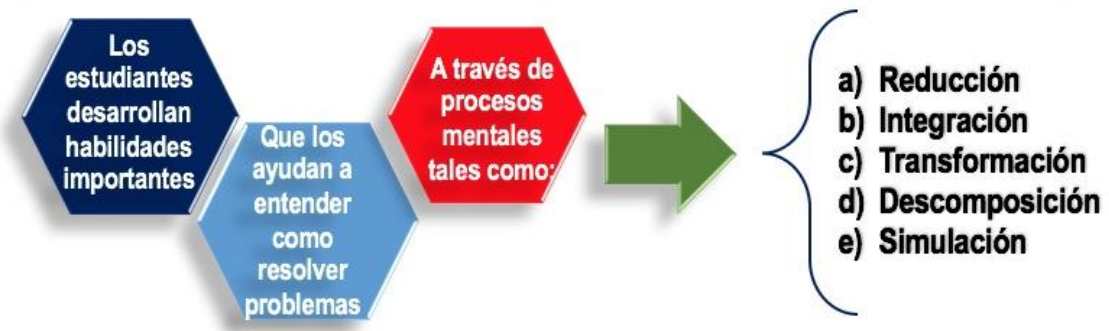 Los
estudiantes
desarrollan
habilidades
importantes
Que los
ayudan a
entender
como
resolver
problemas
A través de
procesos
mentales
tales como:
a) Reducción
b) Integración
c) Transformación
d) Descomposición
e) Simulación